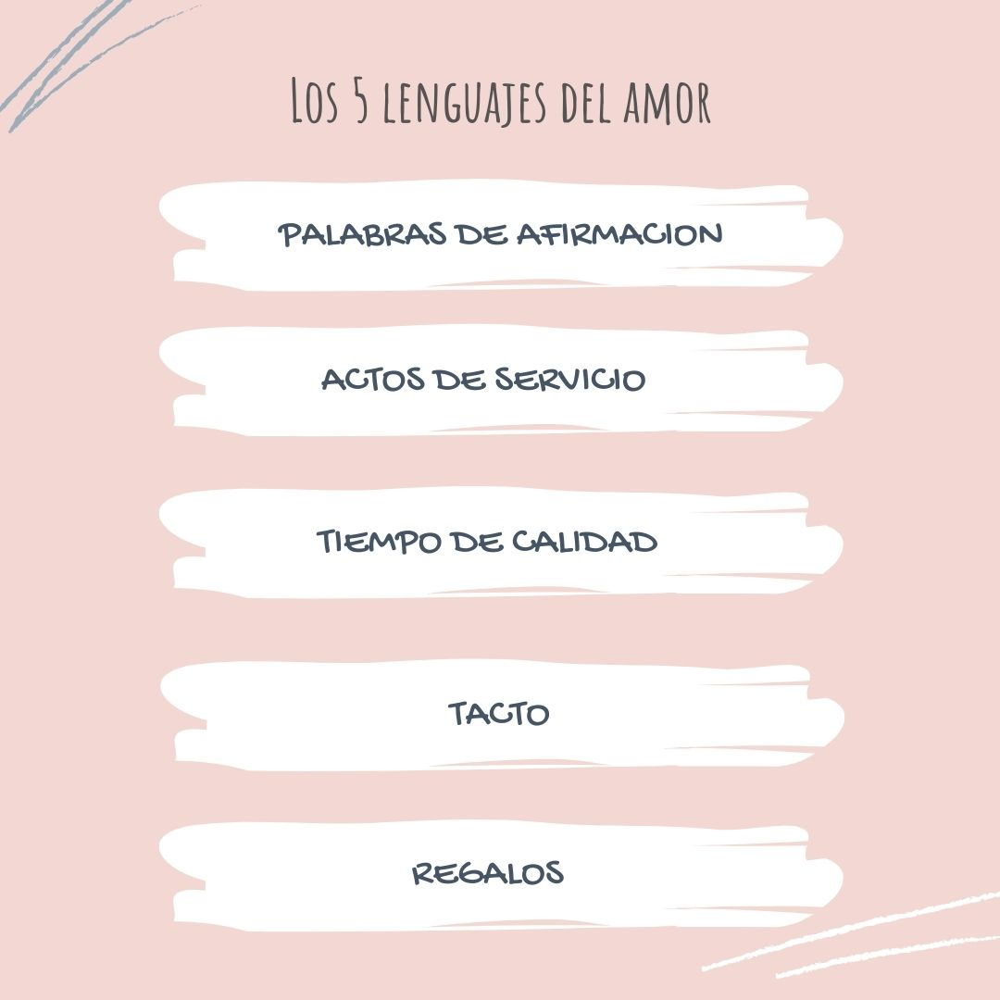 Los 5 lenguajes del amor
PALABRAS DE AFIRMACION
ACTOS DE SERVICIO
TIEMPO DE CALIDAD
TACTO
REGALOS